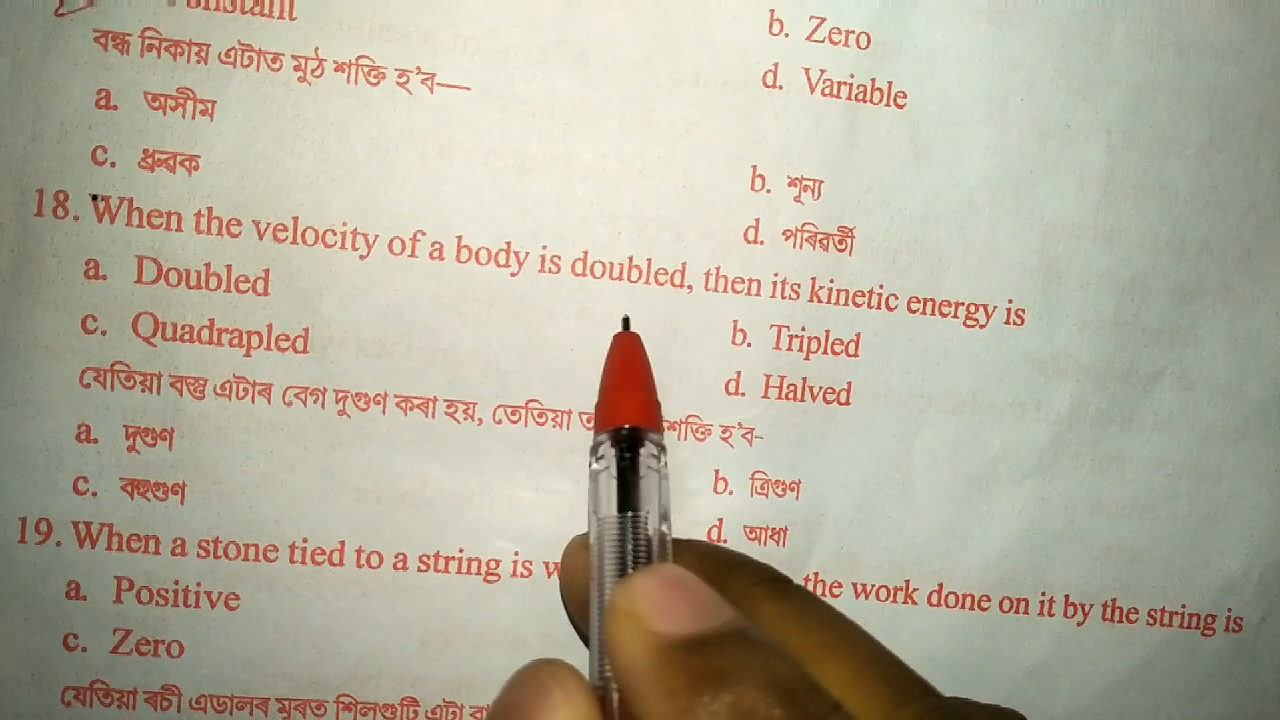 b. Zero
বদ্ধ নিকায় এটাত মুঠ শক্তি হ'ব—
d. Variable
a. অসীম
c. ধ্ৰুৱক
b. শূন্য
d. পৰিৱৰ্তী
18. When the velocity of a body is doubled, then its kinetic energy is
a. Doubled
b. Tripled
c. Quadrapled
d. Halved
যেতিয়া বস্তু এটাৰ বেগ দুগুণ কৰা হয়, তেতিয়া শক্তি হ'ব-
a. দুগুণ
b. ত্ৰিগুণ
c. বহুগুণ
d. আধা
19. When a stone tied to a string is the work done on it by the string is
a. Positive
c. Zero
যেতিয়া ৰচী এডালৰ মূৰত শিলগুটি এটা